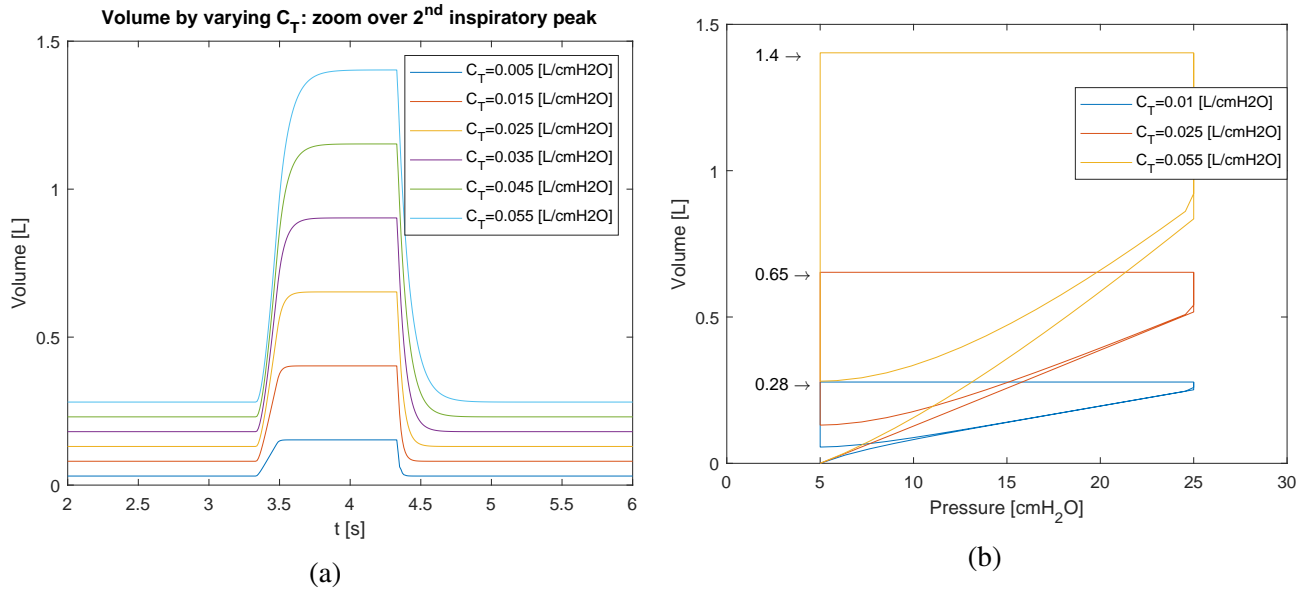 Volume by varying C_T: zoom over 2^nd inspiratory peak
1.5
1
0.5
0
Volume [L]
C_T=0.005 [L/cmH2O]
C_T=0.015 [L/cmH2O]
C_T=0.025 [L/cmH2O]
C_T=0.035 [L/cmH2O]
C_T=0.045 [L/cmH2O]
C_T=0.055 [L/cmH2O]
2 2.5 3 3.5 4 4.5 5 5.5 6
t [s]
(a)
1.5
1
0.5
0
Volume [L]
1.4 →
0.65 →
0.28 →
C_T=0.01 [L/cmH2O]
C_T=0.025 [L/cmH2O]
C_T=0.055 [L/cmH2O]
0 5 10 15 20 25 30
Pressure [cmH_2O]
(b)